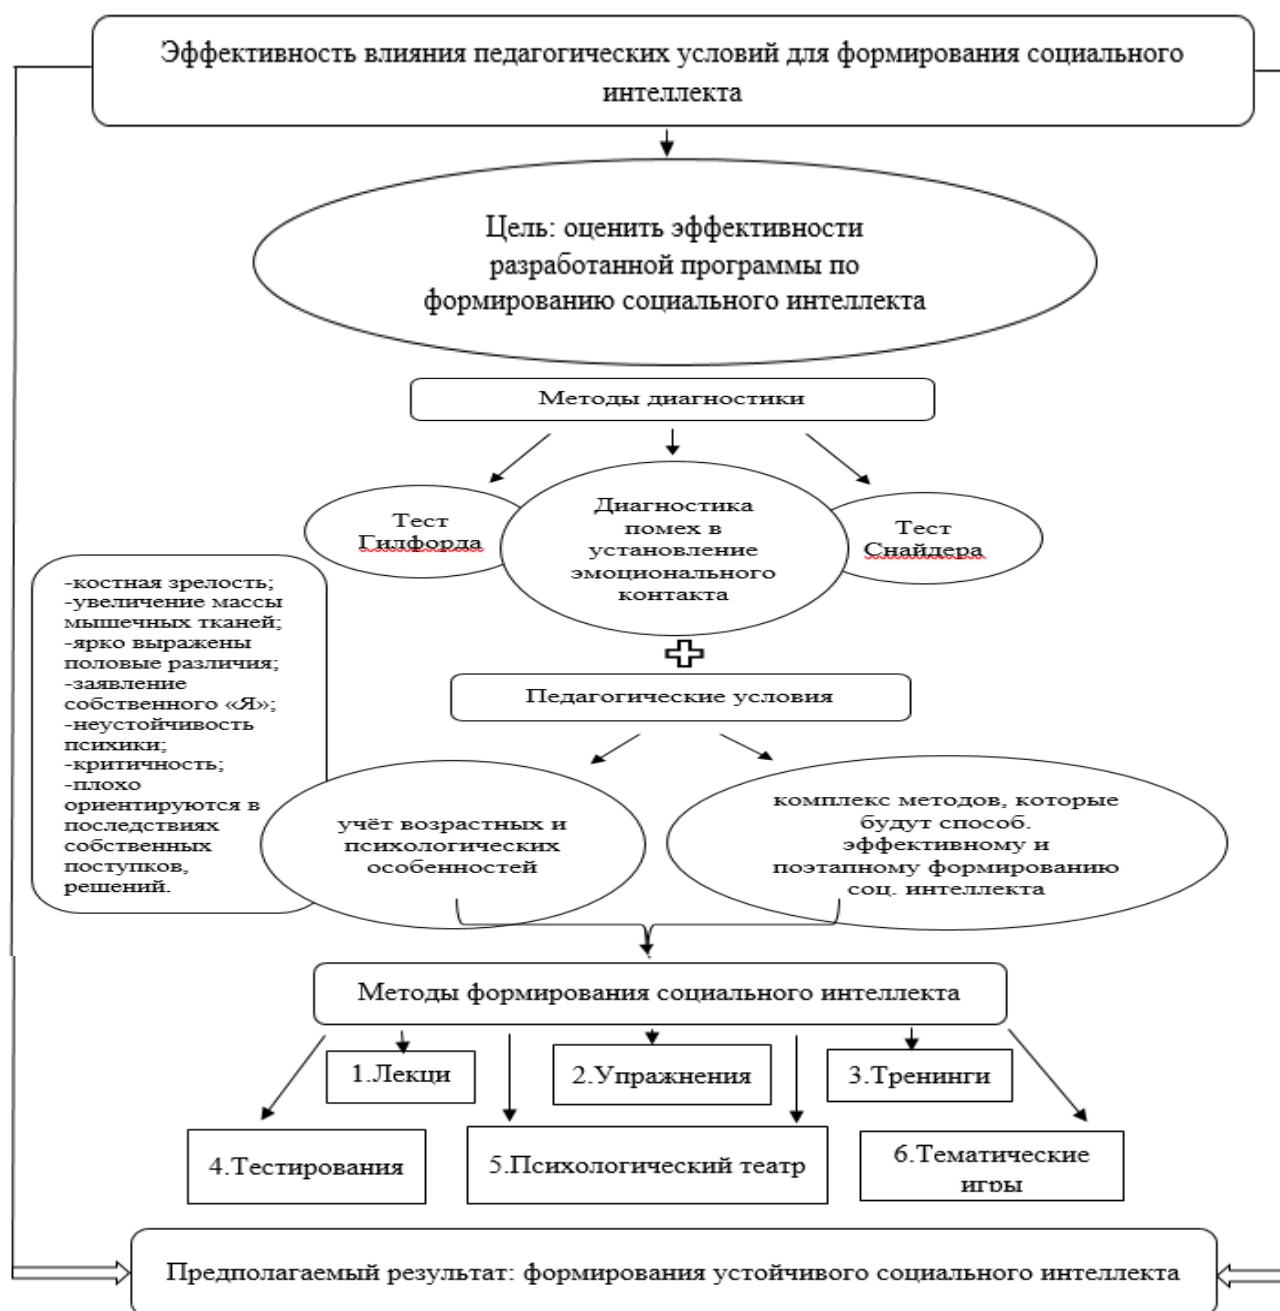 Эффективность влияния педагогических условий для формирования социального
интеллекта
Цель: оценить эффективности
разработанной программы по
формированию социального интеллекта
Методы диагностики
Тест
Гилфорда
Диагностика
помех в
установление
эмоционального
контакта
Тест
Снайдера
-костная зрелость;
-увеличение массы
мышечных тканей;
-ярко выражены
половые различия;
-заявление
собственного «Я»;
-неустойчивость
психики;
-критичность;
-плохо
ориентируются в
последствиях
собственных
поступков,
решений.
Педагогические условия
учёт возрастных и
психологических
особенностей
комплекс методов, которые
будут способ.
эффективному и
поэтапному формированию
соц. интеллекта
Методы формирования социального интеллекта
1.Лекци
2.Упражнения
3.Тренинги
4.Тестирования
5.Психологический театр
6.Тематические
игры
Предполагаемый результат: формирования устойчивого социального интеллекта